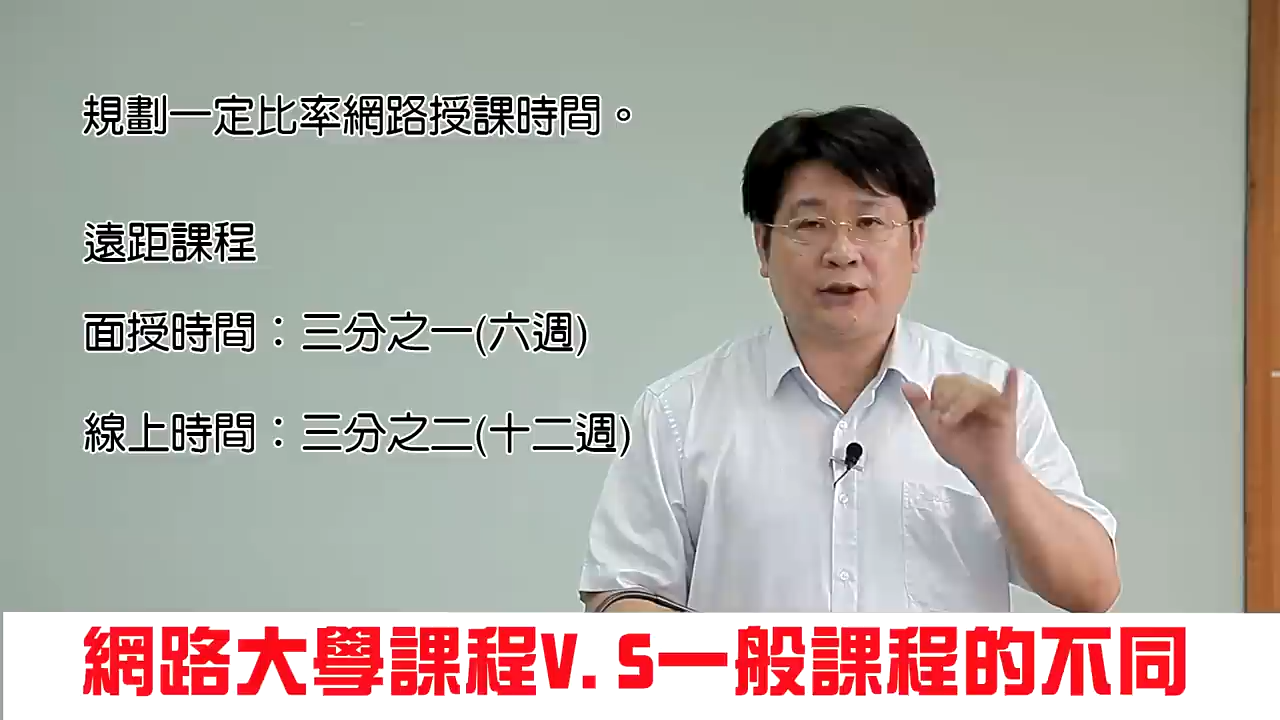 規劃一定比率網路授課時間。
遠距課程
面授時間：三分之一(六週)
線上時間：三分之二(十二週)
網路大學課程V.S一般課程的不同